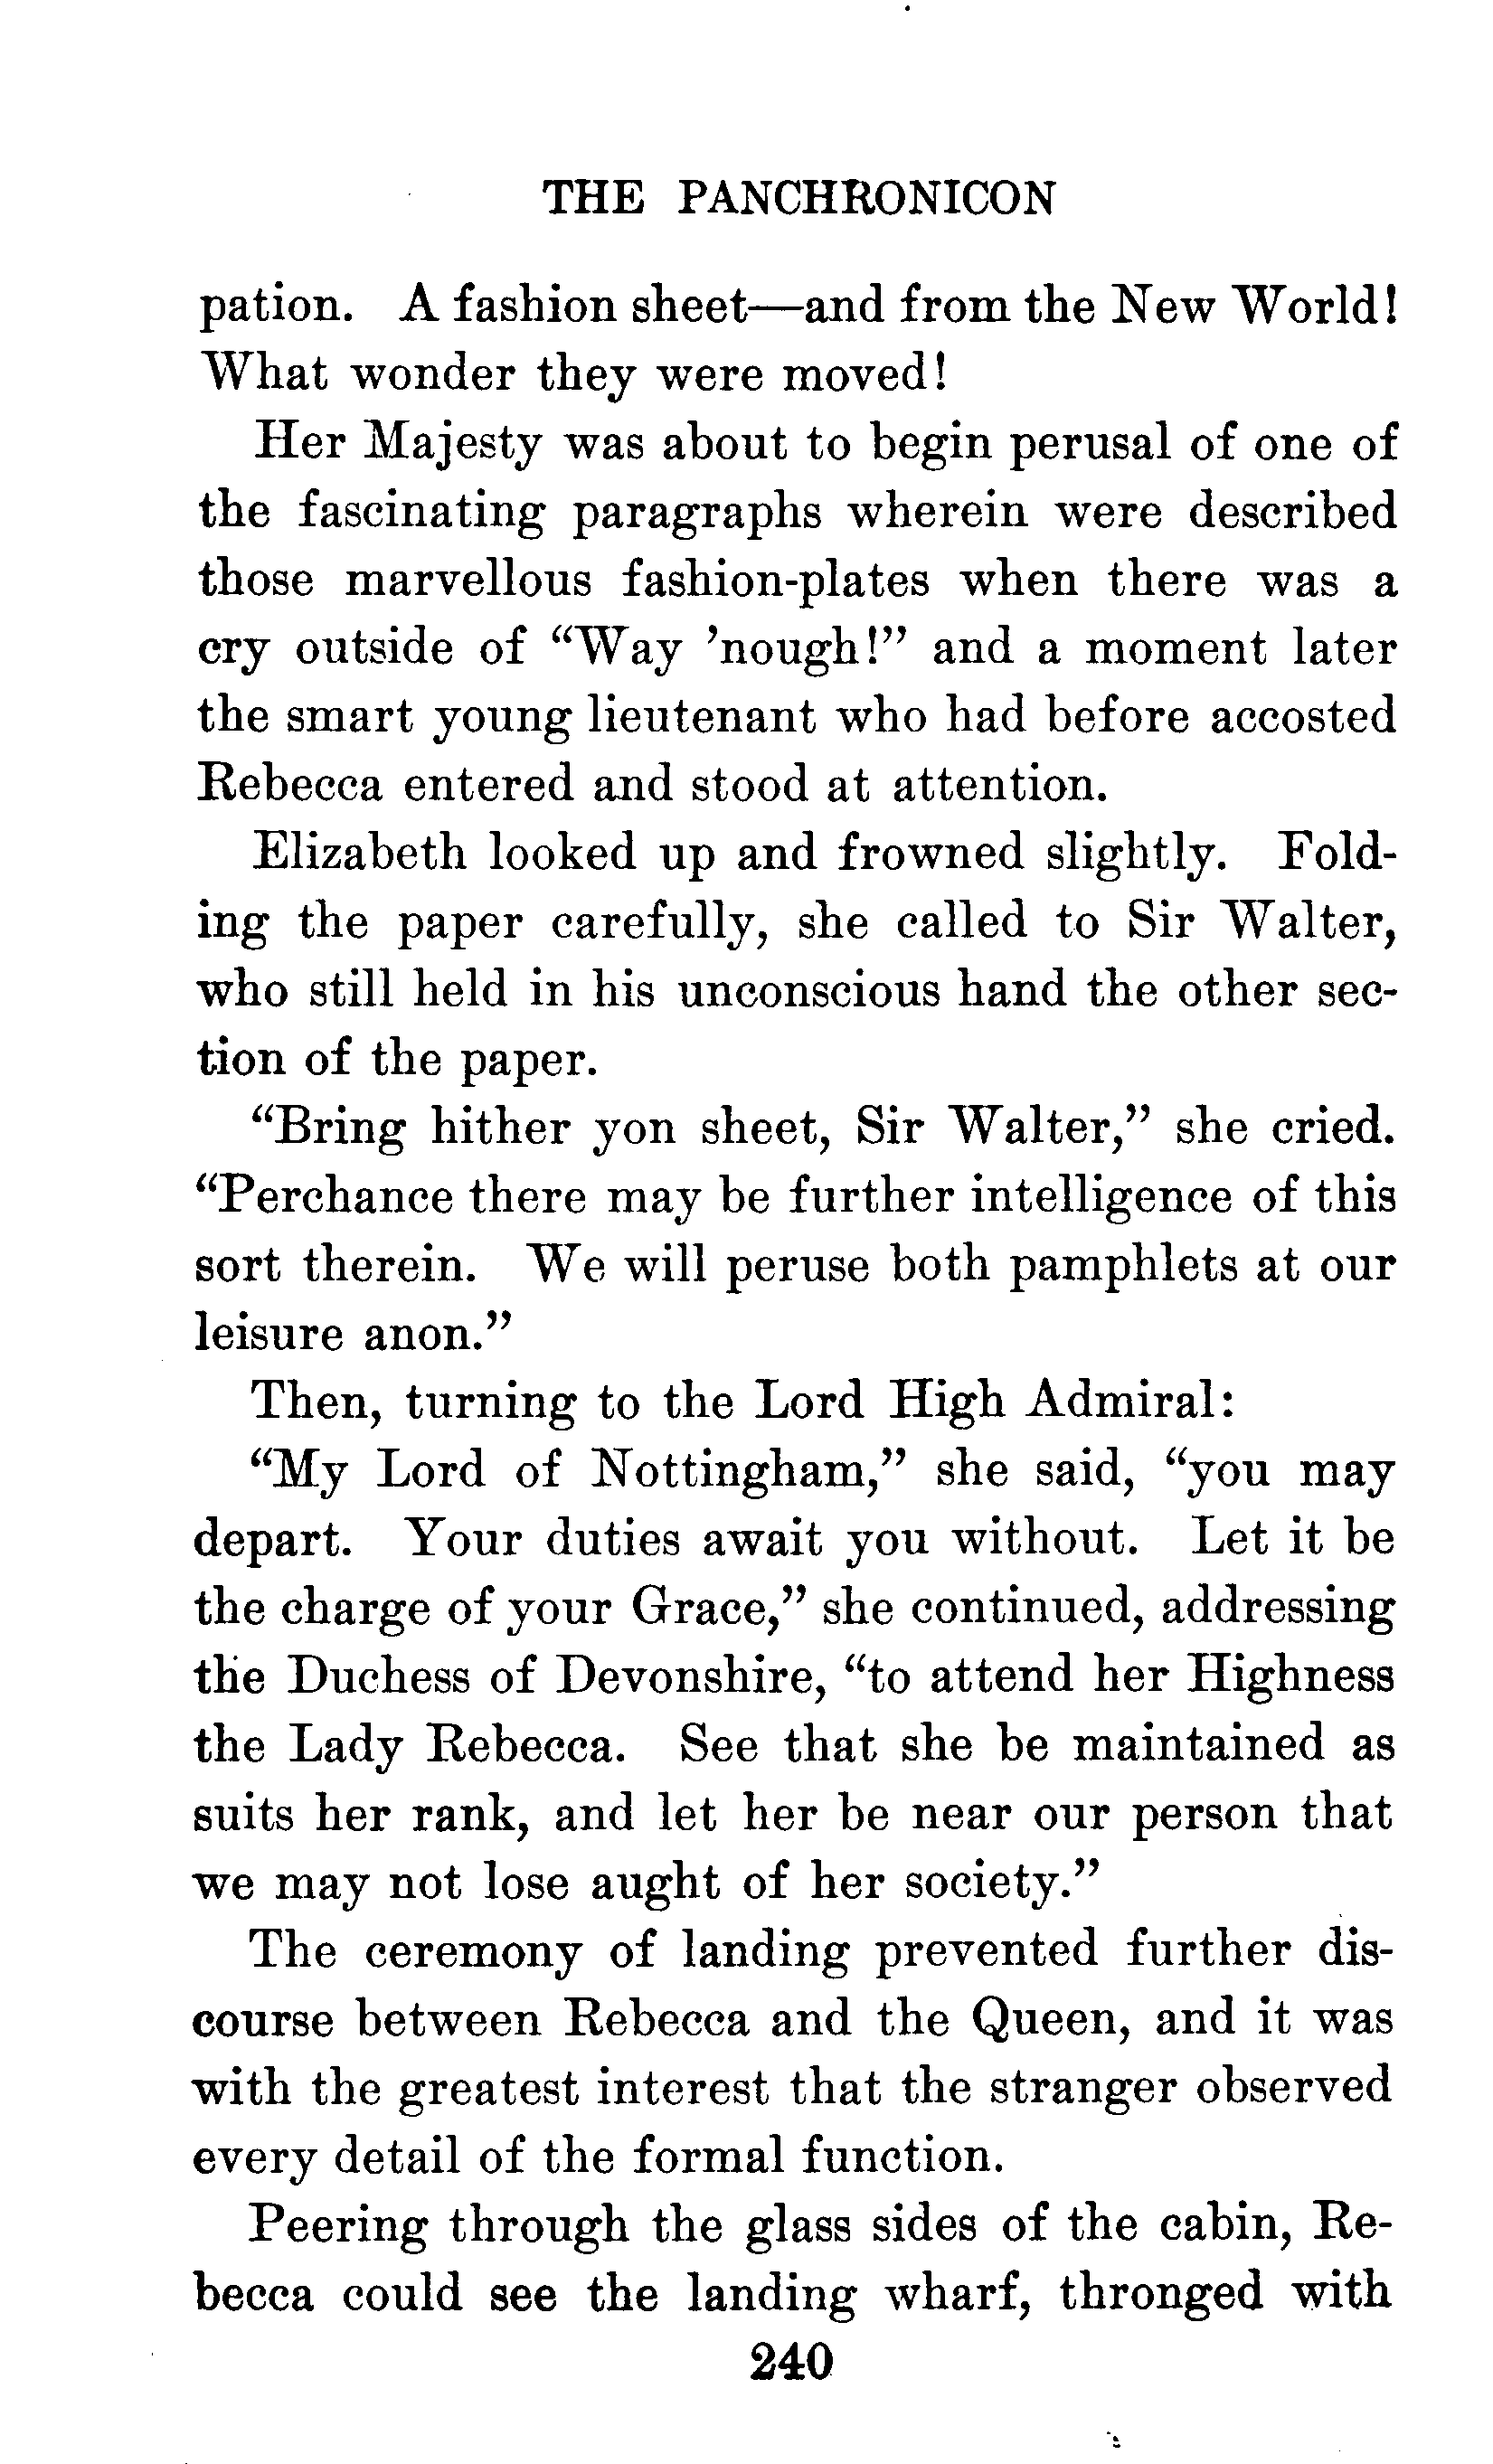 THE PANCHRONICON
pation. A fashion sheet—and from the New World!
What wonder they were moved!
Her Majesty was about to begin perusal of one of
the fascinating paragraphs wherein were described
those marvellous fashion-plates when there was a
cry outside of “Way ’nough!” and a moment later
the smart young lieutenant who had before accosted
Rebecca entered and stood at attention.
Elizabeth looked up and frowned slightly. Fold-
ing the paper carefully, she called to Sir Walter,
who still held in his unconscious hand the other sec-
tion of the paper.
“Bring hither yon sheet, Sir Walter,” she cried.
“Perchance there may be further intelligence of this
sort therein. We will peruse both pamphlets at our
leisure anon.”
Then, turning to the Lord High Admiral:
“My Lord of Nottingham,” she said, “you may
depart. Your duties await you without. Let it be
the charge of your Grace,” she continued, addressing
the Duchess of Devonshire, “to attend her Highness
the Lady Rebecca. See that she be maintained as
suits her rank, and let her be near our person that
we may not lose aught of her society.”
The ceremony of landing prevented further dis-
course between Rebecca and the Queen, and it was
with the greatest interest that the stranger observed
every detail of the formal function.
Peering through the glass sides of the cabin, Re-
becca could see the landing wharf, thronged with
240